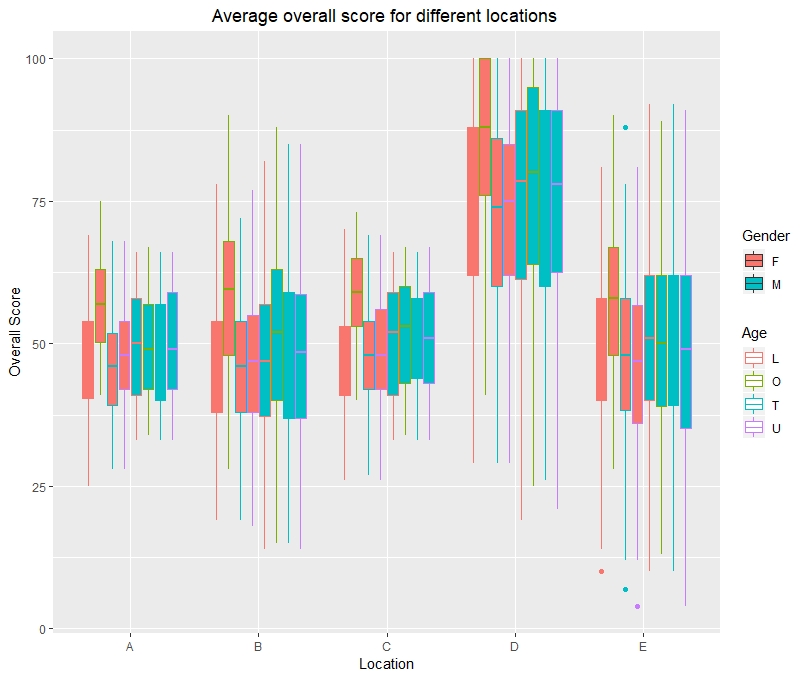 Average overall score for different locations
100
75
50
25
0
Overall Score
A B C D E
Location
Gender
F
M
Age
L
O
T
U